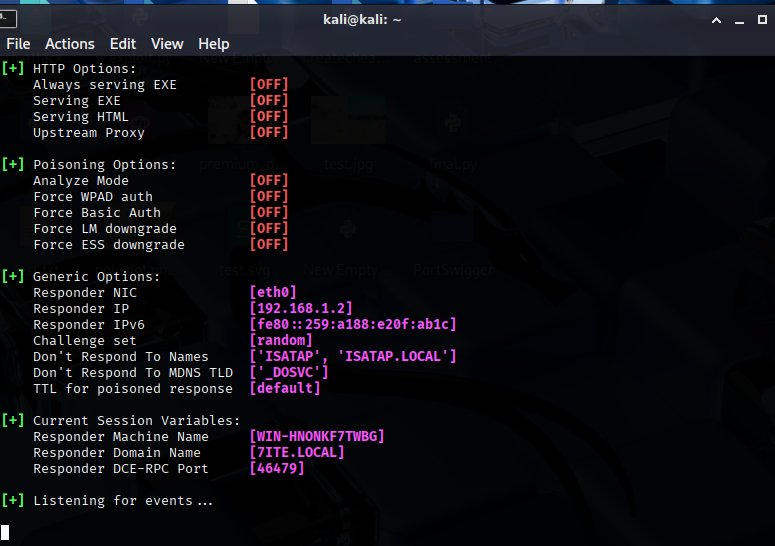 kali@kali: ~
File Actions Edit View Help
[+] HTTP Options:
Always serving EXE [OFF]
Serving EXE [OFF]
Serving HTML [OFF]
Upstream Proxy [OFF]
[+] Poisoning Options:
Analyze Mode [OFF]
Force WPAD auth [OFF]
Force Basic Auth [OFF]
Force LM downgrade [OFF]
Force ESS downgrade [OFF]
[+] Generic Options:
Responder NIC [eth0]
Responder IP [192.168.1.2]
Responder IPv6 [fe80::259:a188:e20f:ab1c]
Challenge set [random]
Don't Respond To Names ['ISATAP', 'ISATAP.LOCAL']
Don't Respond To MDNS TLD ['_DOSVC']
TTL for poisoned response [default]
[+] Current Session Variables:
Responder Machine Name [WIN-HNONKF7TWBG]
Responder Domain Name [7ITE.LOCAL]
Responder DCE-RPC Port [46479]
[+] Listening for events...